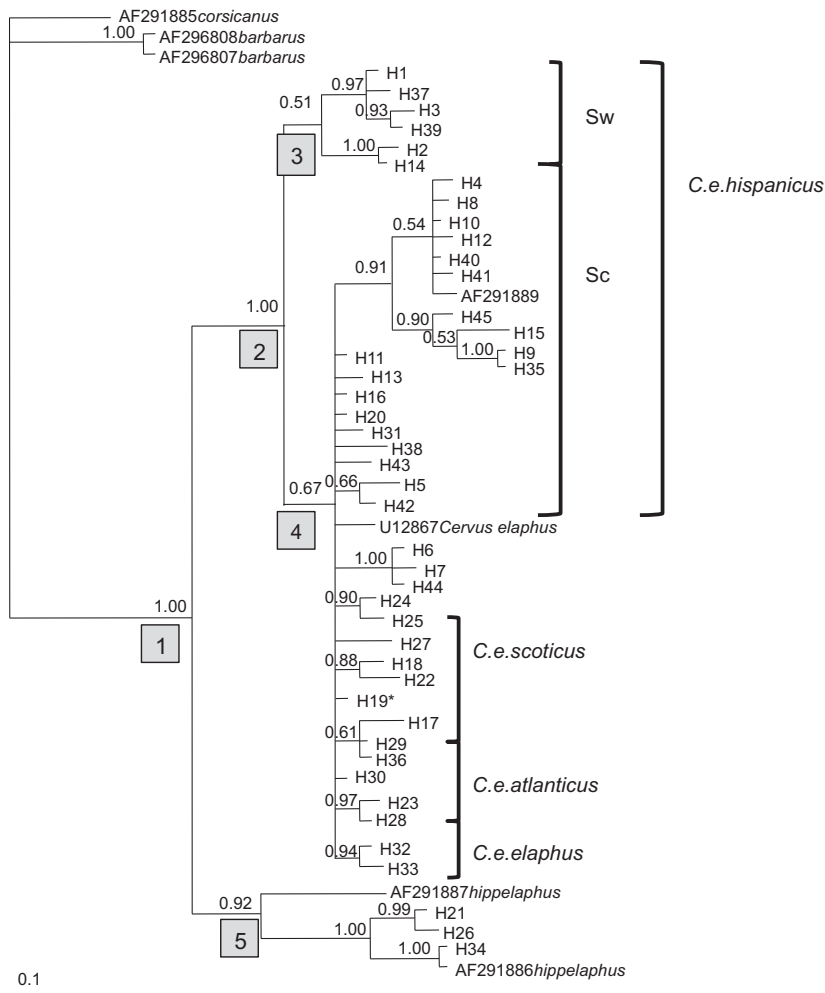 AF291885corsicanus
1.00
AF296808barbarus
AF296807barbarus
H1
0.97
H37
0.51
0.93
H3
H39
Sw
3
1.00
H2
H14
C.e.hispanicus
H4
H8
0.54
H10
H12
H40
0.91
H41
Sc
AF291889
1.00
0.90
H45
0.53
H15
2
1.00
H9
H11
H35
H13
H16
H20
H31
H38
H43
0.67
0.66
H5
H42
4
U12867Cervus elaphus
H6
1.00
H7
H44
0.90
H24
1.00
H25
1
H27
C.e.scoticus
0.88
H18
H22
H19*
H17
0.61
H29
H36
H30
C.e.atlanticus
0.97
H23
H28
0.94
H32
C.e.elaphus
H33
0.92
AF291887hippelaphus
0.99
H21
5
1.00
H26
1.00
H34
AF291886hippelaphus
0.1